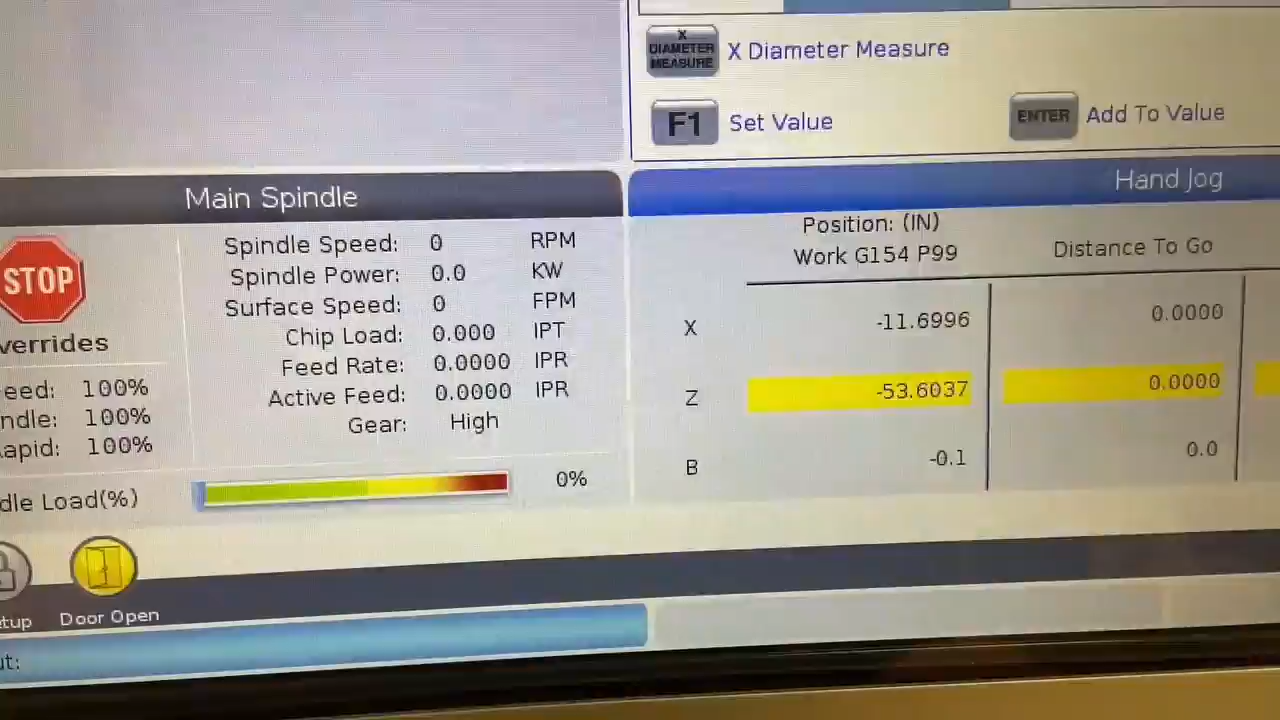 X
DIAMETER
MEASURE
X Diameter Measure
F1
Set Value
ENTER
Add To Value
Main Spindle
Hand Jog
STOP
verrides
eed: 100%
ndle: 100%
apid: 100%
Spindle Speed: 0 RPM
Spindle Power: 0.0 KW
Surface Speed: 0 FPM
Chip Load: 0.000 IPT
Feed Rate: 0.0000 IPR
Active Feed: 0.0000 IPR
Gear: High
dle Load(%)
0%
Position: (IN)
Work G154 P99
Distance To Go
X -11.6996 0.0000
Z -53.6037 0.0000
B -0.1 0.0
tup
Door Open
ut: